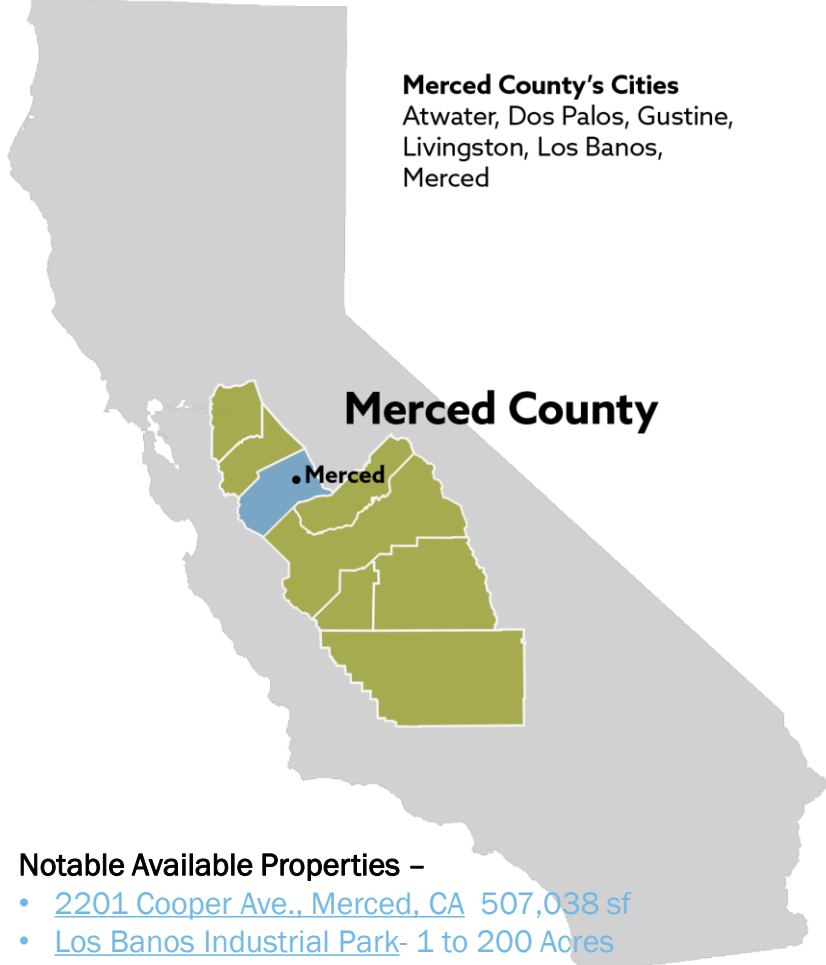 Merced County's Cities
Atwater, Dos Palos, Gustine,
Livingston, Los Banos,
Merced
Merced County
Merced
Notable Available Properties –
• 2201 Cooper Ave., Merced, CA 507,038 sf
• Los Banos Industrial Park- 1 to 200 Acres